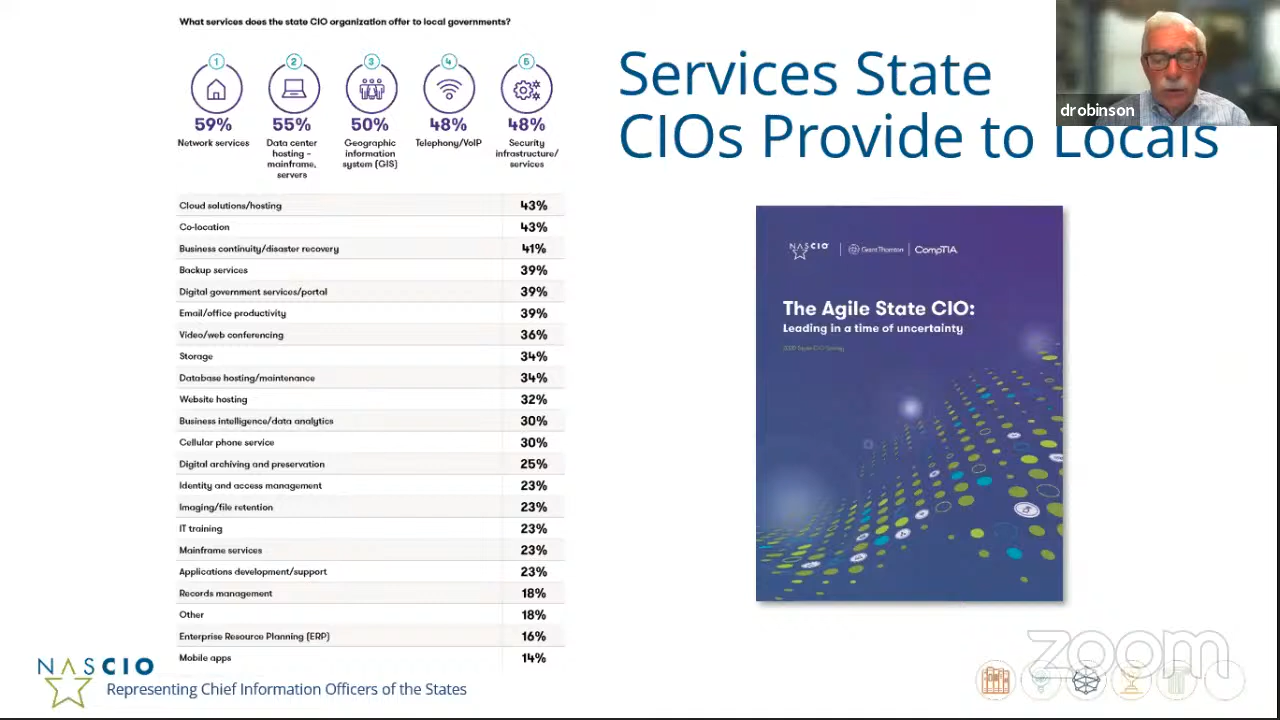 What services does the state CIO organization offer to local governments?
1
2
3
4
5
59%
55%
50%
48%
48%
Network services
Data center
hosting –
mainframe,
servers
Geographic
information
system (GIS)
Telephony/VoIP
Security
infrastructure/
services
Services State
CIOs Provide to Locals
drobinson
Cloud solutions/hosting 43%
Co-location 43%
Business continuity/disaster recovery 41%
Backup services 39%
Digital government services/portal 39%
Email/office productivity 39%
Video/web conferencing 36%
Storage 34%
Database hosting/maintenance 34%
Website hosting 32%
Business intelligence/data analytics 30%
Cellular phone service 30%
Digital archiving and preservation 25%
Identity and access management 23%
Imaging/file retention 23%
IT training 23%
Mainframe services 23%
Applications development/support 23%
Records management 18%
Other 18%
Enterprise Resource Planning (ERP) 16%
Mobile apps 14%
NASCIO Grant Thornton CompTIA
The Agile State CIO:
Leading in a time of uncertainty
2020 State CIO Survey
NASCIO
Representing Chief Information Officers of the States
zoom